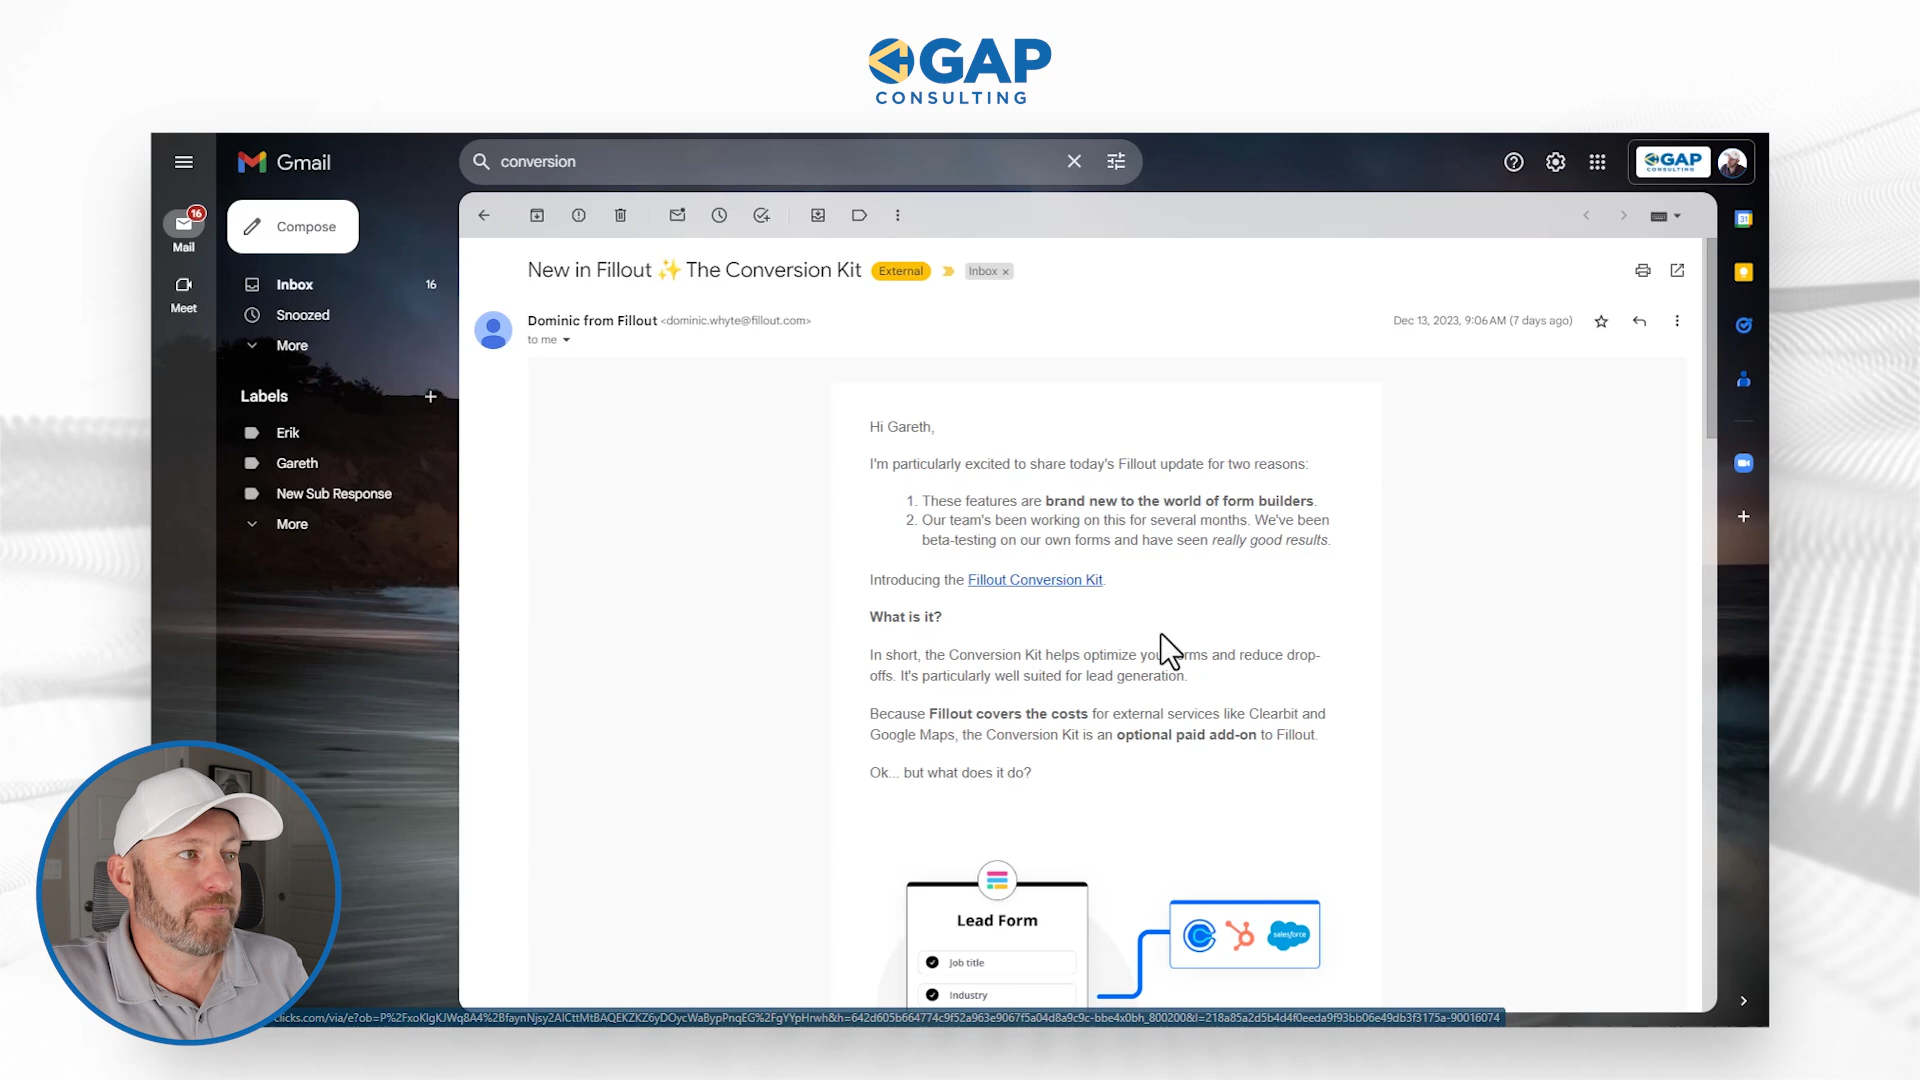 GAP
CONSULTING
Gmail
conversion
GAP
CONSULTING
16
Mail
Meet
Compose
Inbox 16
Snoozed
More
Labels
Erik
Gareth
New Sub Response
More
New in Fillout ✨ The Conversion Kit External Inbox x
Dominic from Fillout <dominic.whyte@fillout.com>
to me
Dec 13, 2023, 9:06 AM (7 days ago)
Hi Gareth,
I'm particularly excited to share today's Fillout update for two reasons:
1. These features are brand new to the world of form builders.
2. Our team's been working on this for several months. We've been
beta-testing on our own forms and have seen really good results.
Introducing the Fillout Conversion Kit.
What is it?
In short, the Conversion Kit helps optimize you rms and reduce drop-
offs. It's particularly well suited for lead generation.
Because Fillout covers the costs for external services like Clearbit and
Google Maps, the Conversion Kit is an optional paid add-on to Fillout.
Ok... but what does it do?
Lead Form
Job title
Industry
salesforce
31